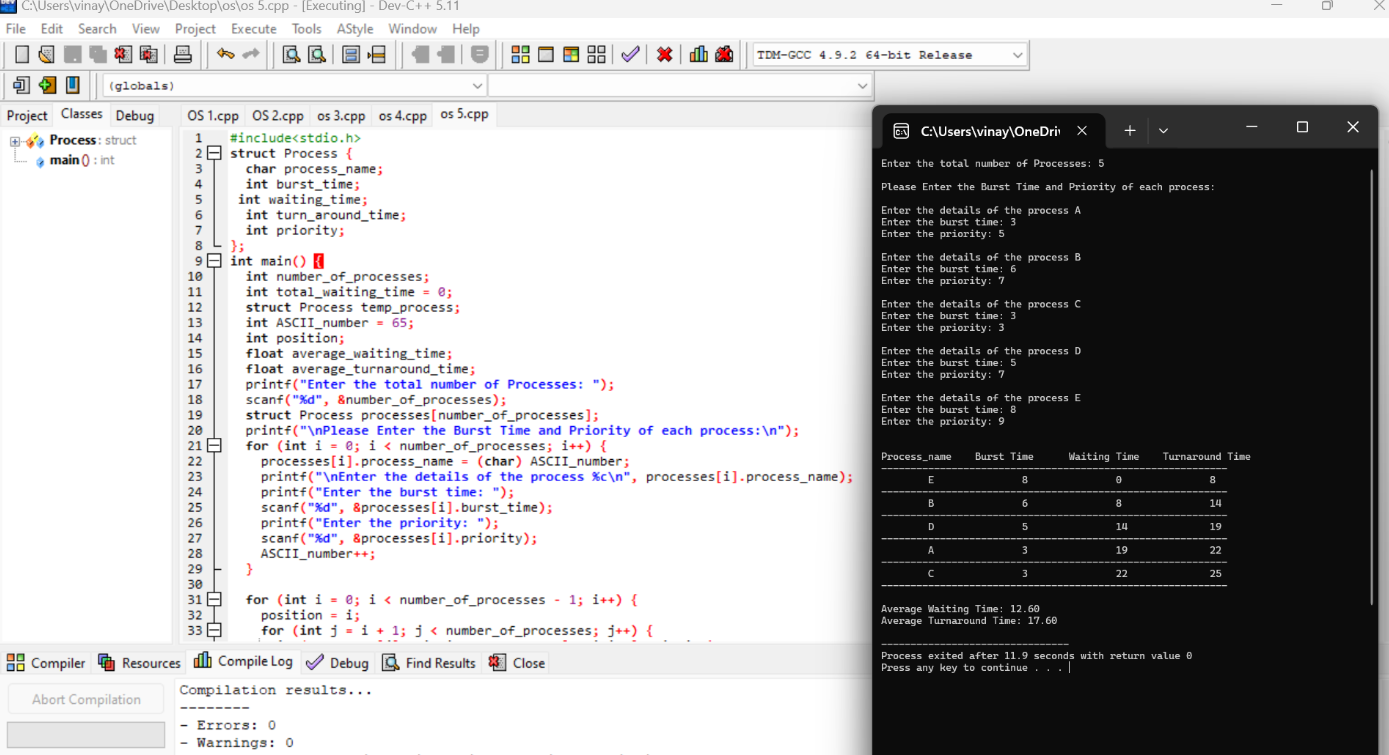 C:\Users\vinay\OneDrive\Desktop\os\os 5.cpp - [Executing] - Dev-C++ 5.11
File Edit Search View Project Execute Tools AStyle Window Help
TDM-GCC 4.9.2 64-bit Release
(globals)
Project Classes Debug
OS 1.cpp OS 2.cpp os 3.cpp os 4.cpp os 5.cpp
Process : struct
main () : int
1 #include<stdio.h>
2 struct Process {
3 char process_name;
4 int burst_time;
5 int waiting_time;
6 int turn_around_time;
7 int priority;
8 };
9 int main() {
10 int number_of_processes;
11 int total_waiting_time = 0;
12 struct Process temp_process;
13 int ASCII_number = 65;
14 int position;
15 float average_waiting_time;
16 float average_turnaround_time;
17 printf("Enter the total number of Processes: ");
18 scanf("%d", &number_of_processes);
19 struct Process processes[number_of_processes];
20 printf("\nPlease Enter the Burst Time and Priority of each process:\n");
21 for (int i = 0; i < number_of_processes; i++) {
22 processes[i].process_name = (char) ASCII_number;
23 printf("\nEnter the details of the process %c\n", processes[i].process_name);
24 printf("Enter the burst time: ");
25 scanf("%d", &processes[i].burst_time);
26 printf("Enter the priority: ");
27 scanf("%d", &processes[i].priority);
28 ASCII_number++;
29 }
30
31 for (int i = 0; i < number_of_processes - 1; i++) {
32 position = i;
33 for (int j = i + 1; j < number_of_processes; j++) {
Compiler Resources Compile Log Debug Find Results Close
Abort Compilation
Compilation results...
--------
- Errors: 0
- Warnings: 0
C:\Users\vinay\OneDri
Enter the total number of Processes: 5
Please Enter the Burst Time and Priority of each process:
Enter the details of the process A
Enter the burst time: 3
Enter the priority: 5
Enter the details of the process B
Enter the burst time: 6
Enter the priority: 7
Enter the details of the process C
Enter the burst time: 3
Enter the priority: 3
Enter the details of the process D
Enter the burst time: 5
Enter the priority: 7
Enter the details of the process E
Enter the burst time: 8
Enter the priority: 9
Process_name Burst Time Waiting Time Turnaround Time
E 8 0 8
B 6 8 14
D 5 14 19
A 3 19 22
C 3 22 25
Average Waiting Time: 12.60
Average Turnaround Time: 17.60
--------------------------------
Process exited after 11.9 seconds with return value 0
Press any key to continue . . .